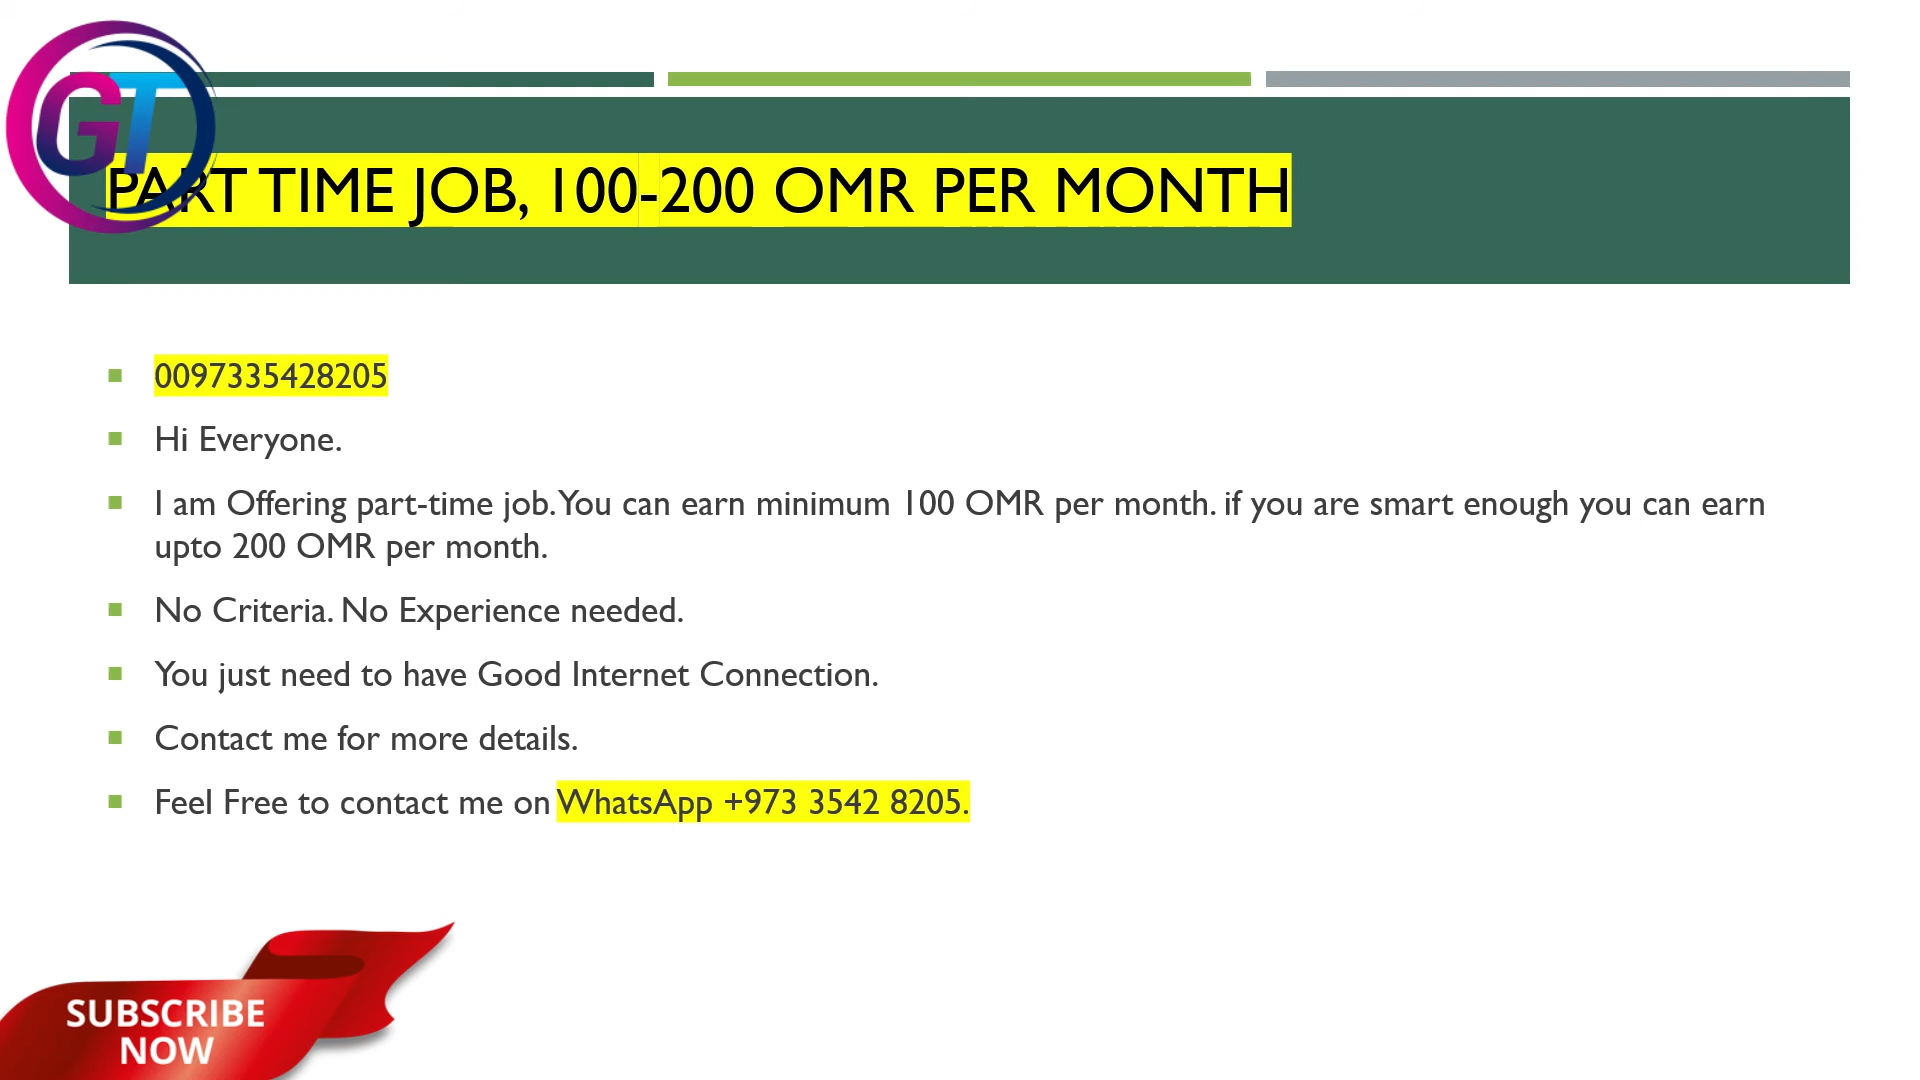 GT
PART TIME JOB, 100-200 OMR PER MONTH
0097335428205
Hi Everyone.
I am Offering part-time job. You can earn minimum 100 OMR per month. if you are smart enough you can earn
upto 200 OMR per month.
No Criteria. No Experience needed.
You just need to have Good Internet Connection.
Contact me for more details.
Feel Free to contact me on WhatsApp +973 3542 8205.
SUBSCRIBE
NOW